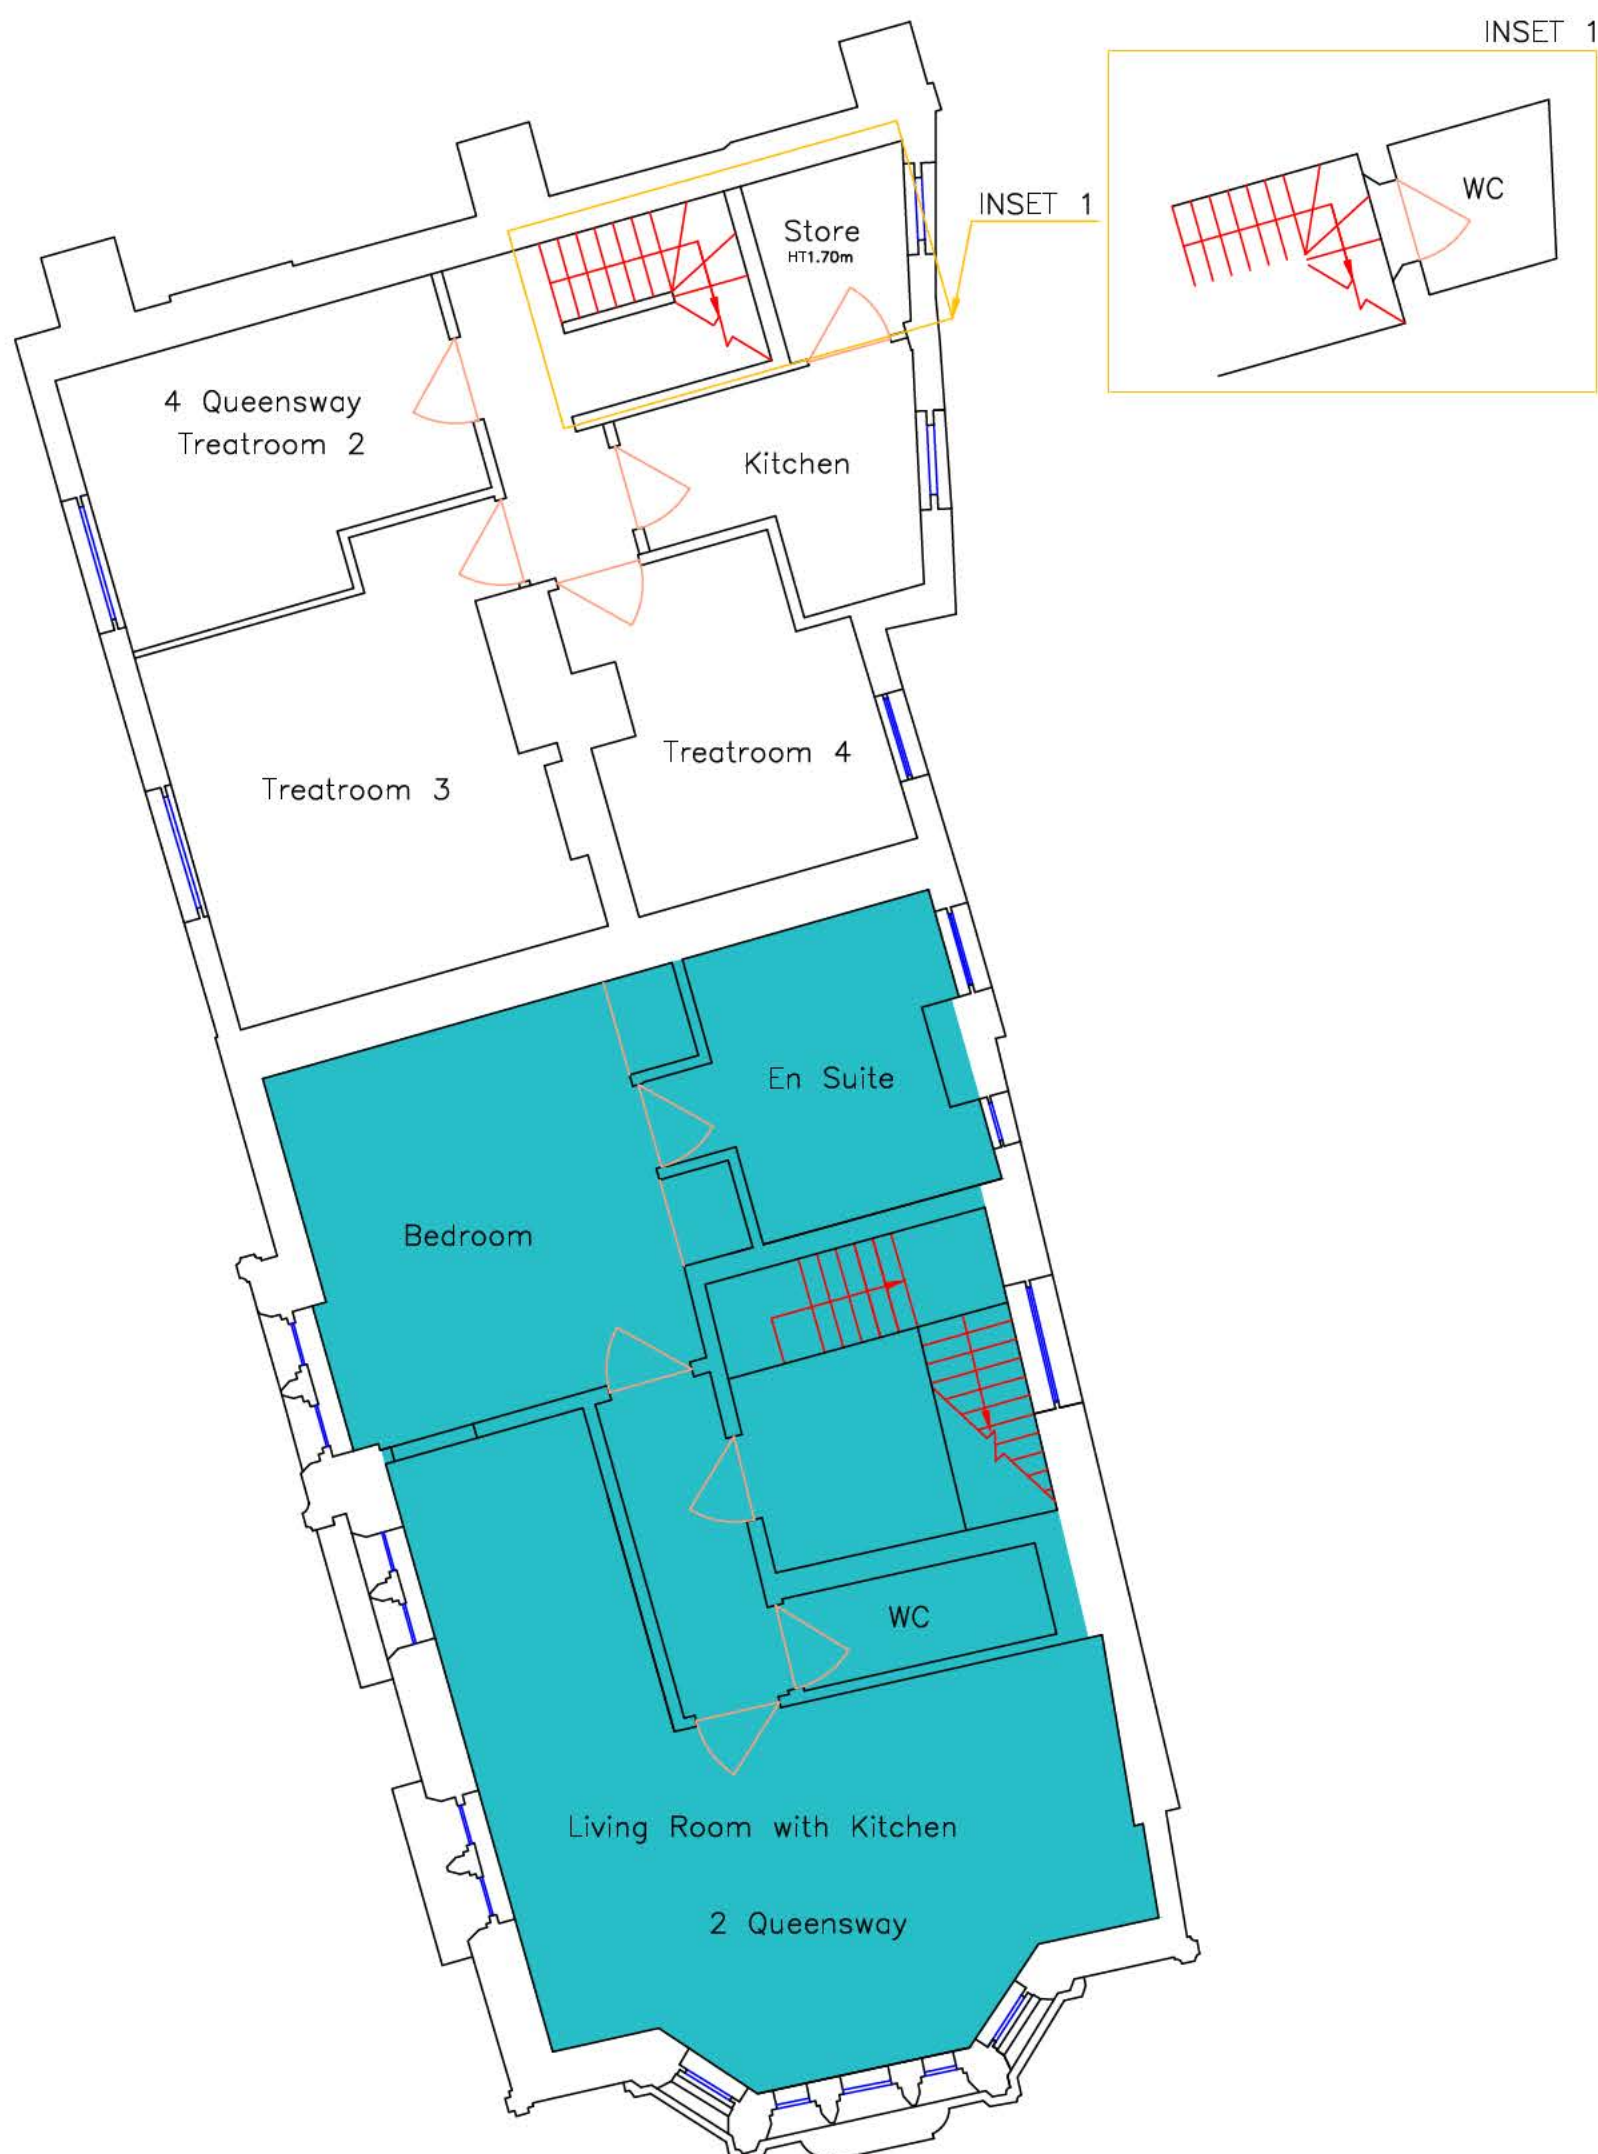 INSET 1
WC
INSET 1
Store
HT1.70m
4 Queensway
Treatroom 2
Kitchen
Treatroom 4
Treatroom 3
En Suite
Bedroom
WC
Living Room with Kitchen
2 Queensway